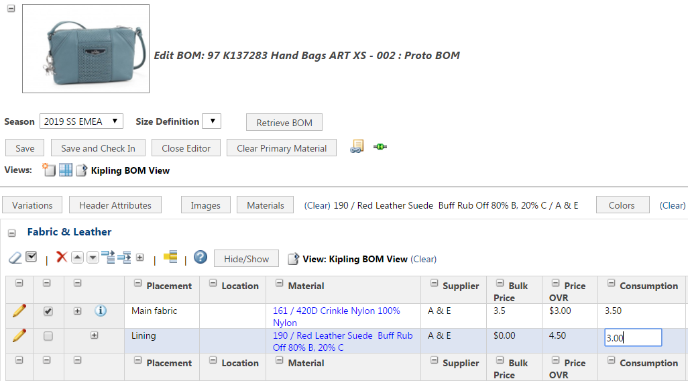 Edit BOM: 97 K137283 Hand Bags ART XS - 002 : Proto BOM
Season 2019 SS EMEA Size Definition Retrieve BOM
Save Save and Check In Close Editor Clear Primary Material
Views: Kipling BOM View
Variations Header Attributes Images Materials (Clear) 190 / Red Leather Suede Buff Rub Off 80% B, 20% C / A & E Colors (Clear)
Fabric & Leather
Hide/Show View: Kipling BOM View (Clear)
Placement Location Material Supplier Bulk Price Price OVR Consumption
Main fabric 161 / 420D Crinkle Nylon 100% A & E 3.5 $3.00 3.50
Nylon
Lining 190 / Red Leather Suede Buff Rub A & E $0.00 4.50 3.00
Off 80% B, 20% C
Placement Location Material Supplier Bulk Price Price OVR Consumption